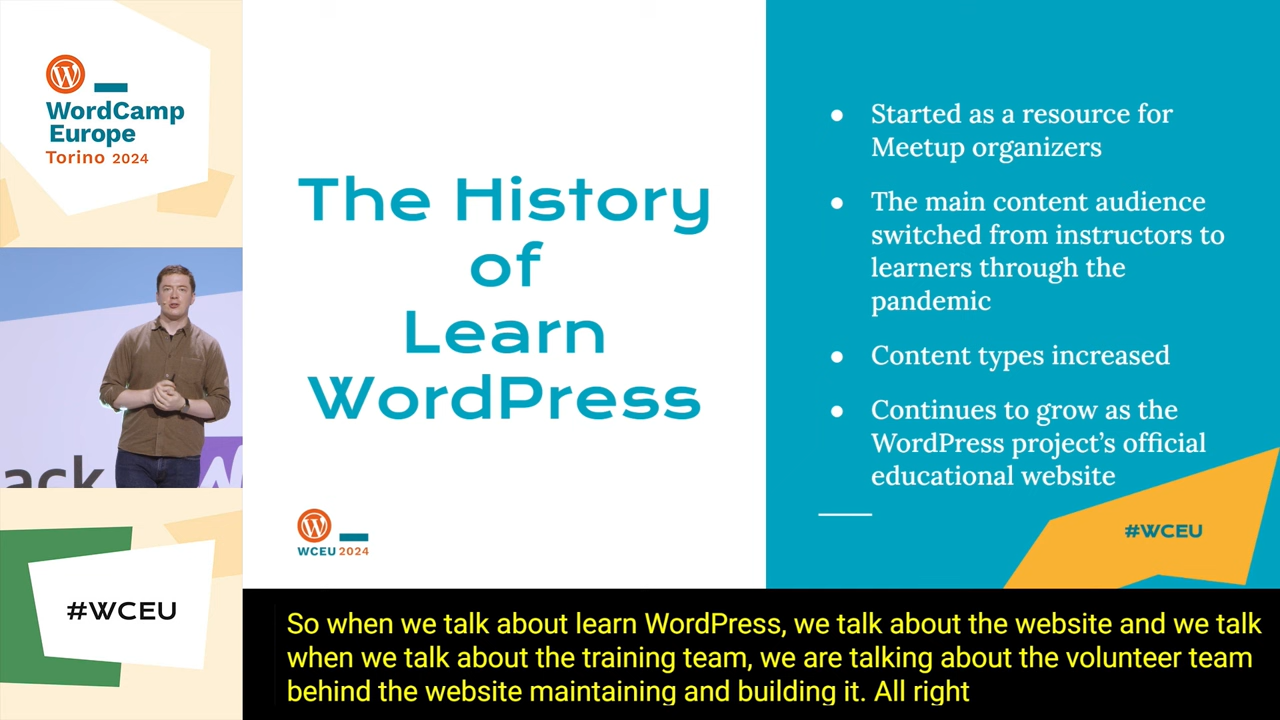 WordCamp
Europe
Torino 2024
ack
#WCEU
The History
of
Learn
WordPress
WCEU 2024
● Started as a resource for
Meetup organizers
● The main content audience
switched from instructors to
learners through the
pandemic
● Content types increased
● Continues to grow as the
WordPress project's official
educational website
#WCEU
So when we talk about learn WordPress, we talk about the website and we talk
when we talk about the training team, we are talking about the volunteer team
behind the website maintaining and building it. All right